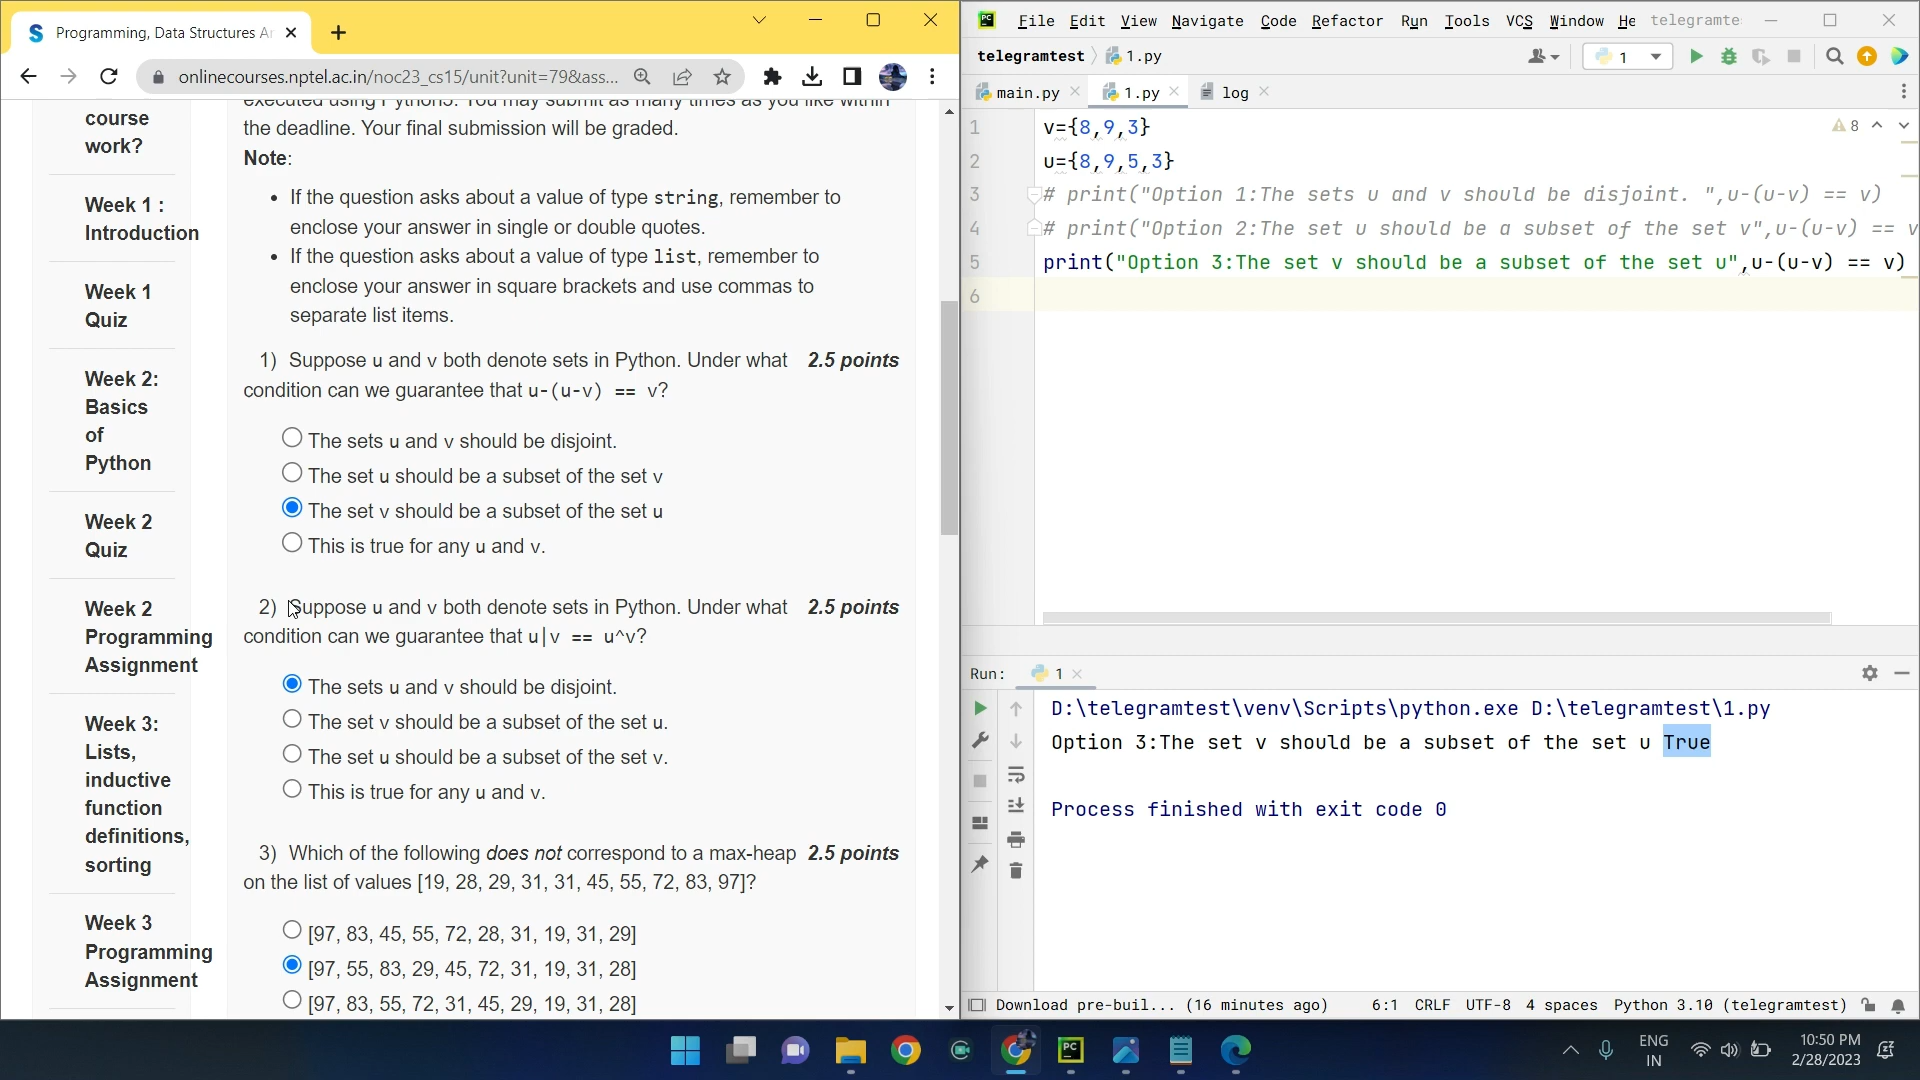 Programming, Data Structures Ar
onlinecourses.nptel.ac.in/noc23_cs15/unit?unit=79&ass...
course
work?
Week 1 :
Introduction
Week 1
Quiz
Week 2:
Basics
of
Python
Week 2
Quiz
Week 2
Programming
Assignment
Week 3:
Lists,
inductive
function
definitions,
sorting
Week 3
Programming
Assignment
executed using Python3. You may submit as many times as you like within
the deadline. Your final submission will be graded.
Note:
• If the question asks about a value of type string, remember to
enclose your answer in single or double quotes.
• If the question asks about a value of type list, remember to
enclose your answer in square brackets and use commas to
separate list items.
1) Suppose u and v both denote sets in Python. Under what 2.5 points
condition can we guarantee that u-(u-v) == v?
The sets u and v should be disjoint.
The set u should be a subset of the set v
The set v should be a subset of the set u
This is true for any u and v.
2) Suppose u and v both denote sets in Python. Under what 2.5 points
condition can we guarantee that u|v == u^v?
The sets u and v should be disjoint.
The set v should be a subset of the set u.
The set u should be a subset of the set v.
This is true for any u and v.
3) Which of the following does not correspond to a max-heap 2.5 points
on the list of values [19, 28, 29, 31, 31, 45, 55, 72, 83, 97]?
[97, 83, 45, 55, 72, 28, 31, 19, 31, 29]
[97, 55, 83, 29, 45, 72, 31, 19, 31, 28]
[97, 83, 55, 72, 31, 45, 29, 19, 31, 28]
PC File Edit View Navigate Code Refactor Run Tools VCS Window He telegramte
telegramtest 1.py 1
main.py 1.py log
1 v={8,9,3} 8
2 u={8,9,5,3}
3 # print("Option 1:The sets u and v should be disjoint. ",u-(u-v) == v)
4 # print("Option 2:The set u should be a subset of the set v",u-(u-v) == v
5 print("Option 3:The set v should be a subset of the set u",u-(u-v) == v)
6
Run: 1
D:\telegramtest\venv\Scripts\python.exe D:\telegramtest\1.py
Option 3:The set v should be a subset of the set u True
Process finished with exit code 0
Download pre-buil... (16 minutes ago) 6:1 CRLF UTF-8 4 spaces Python 3.10 (telegramtest)
PC
ENG
IN
10:50 PM
2/28/2023